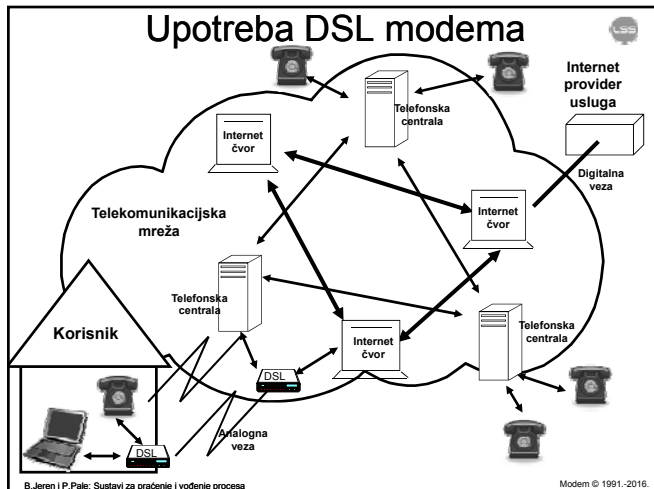 Upotreba DSL modema
LSS
Internet
provider
usluga
Telefonska
centrala
Internet
čvor
Digitalna
veza
Internet
čvor
Telekomunikacijska
mreža
Telefonska
centrala
Telefonska
centrala
Korisnik
Internet
čvor
DSL
DSL
Analogna
veza
B.Jeren i P.Pale: Sustavi za praćenje i vođenje procesa
Modem © 1991.-2016.